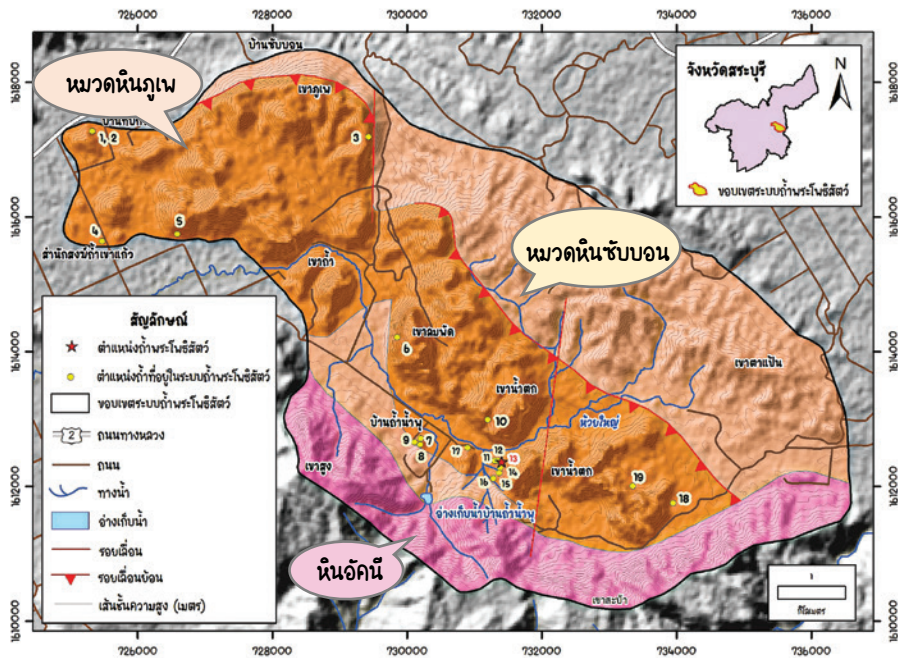 726000
728000
730000
732000
734000
736000
1618000
1616000
1614000
1612000
1610000
บ้านซับบอน
หมวดหินภูเพ
เขาภูเพ
1, 2
3
4
5
สำนักสงฆ์ถ้ำเขาแก้ว
หมวดหินซับบอน
เขาถ้ำ
เขาลมพัด
6
เขาตาแป้น
เขาน้ำตก
10
ห้วยใหญ่
บ้านถ้ำน้ำพุ
9
7
8
17
11
12
13
14
15
16
เขาน้ำตก
19
18
เขาสูง
อ่างเก็บน้ำบ้านถ้ำน้ำพุ
หินอัคนี
จังหวัดสระบุรี
N
ขอบเขตระบบถ้ำพระโพธิสัตว์
สัญลักษณ์
ตำแหน่งถ้ำพระโพธิสัตว์
ตำแหน่งถ้ำที่อยู่ในระบบถ้ำพระโพธิสัตว์
ขอบเขตระบบถ้ำพระโพธิสัตว์
2
ถนนทางหลวง
ถนน
ทางน้ำ
อ่างเก็บน้ำ
รอยเลื่อน
รอยเลื่อนย้อน
เส้นชั้นความสูง (เมตร)
1
กิโลเมตร
726000
728000
730000
732000
734000
736000